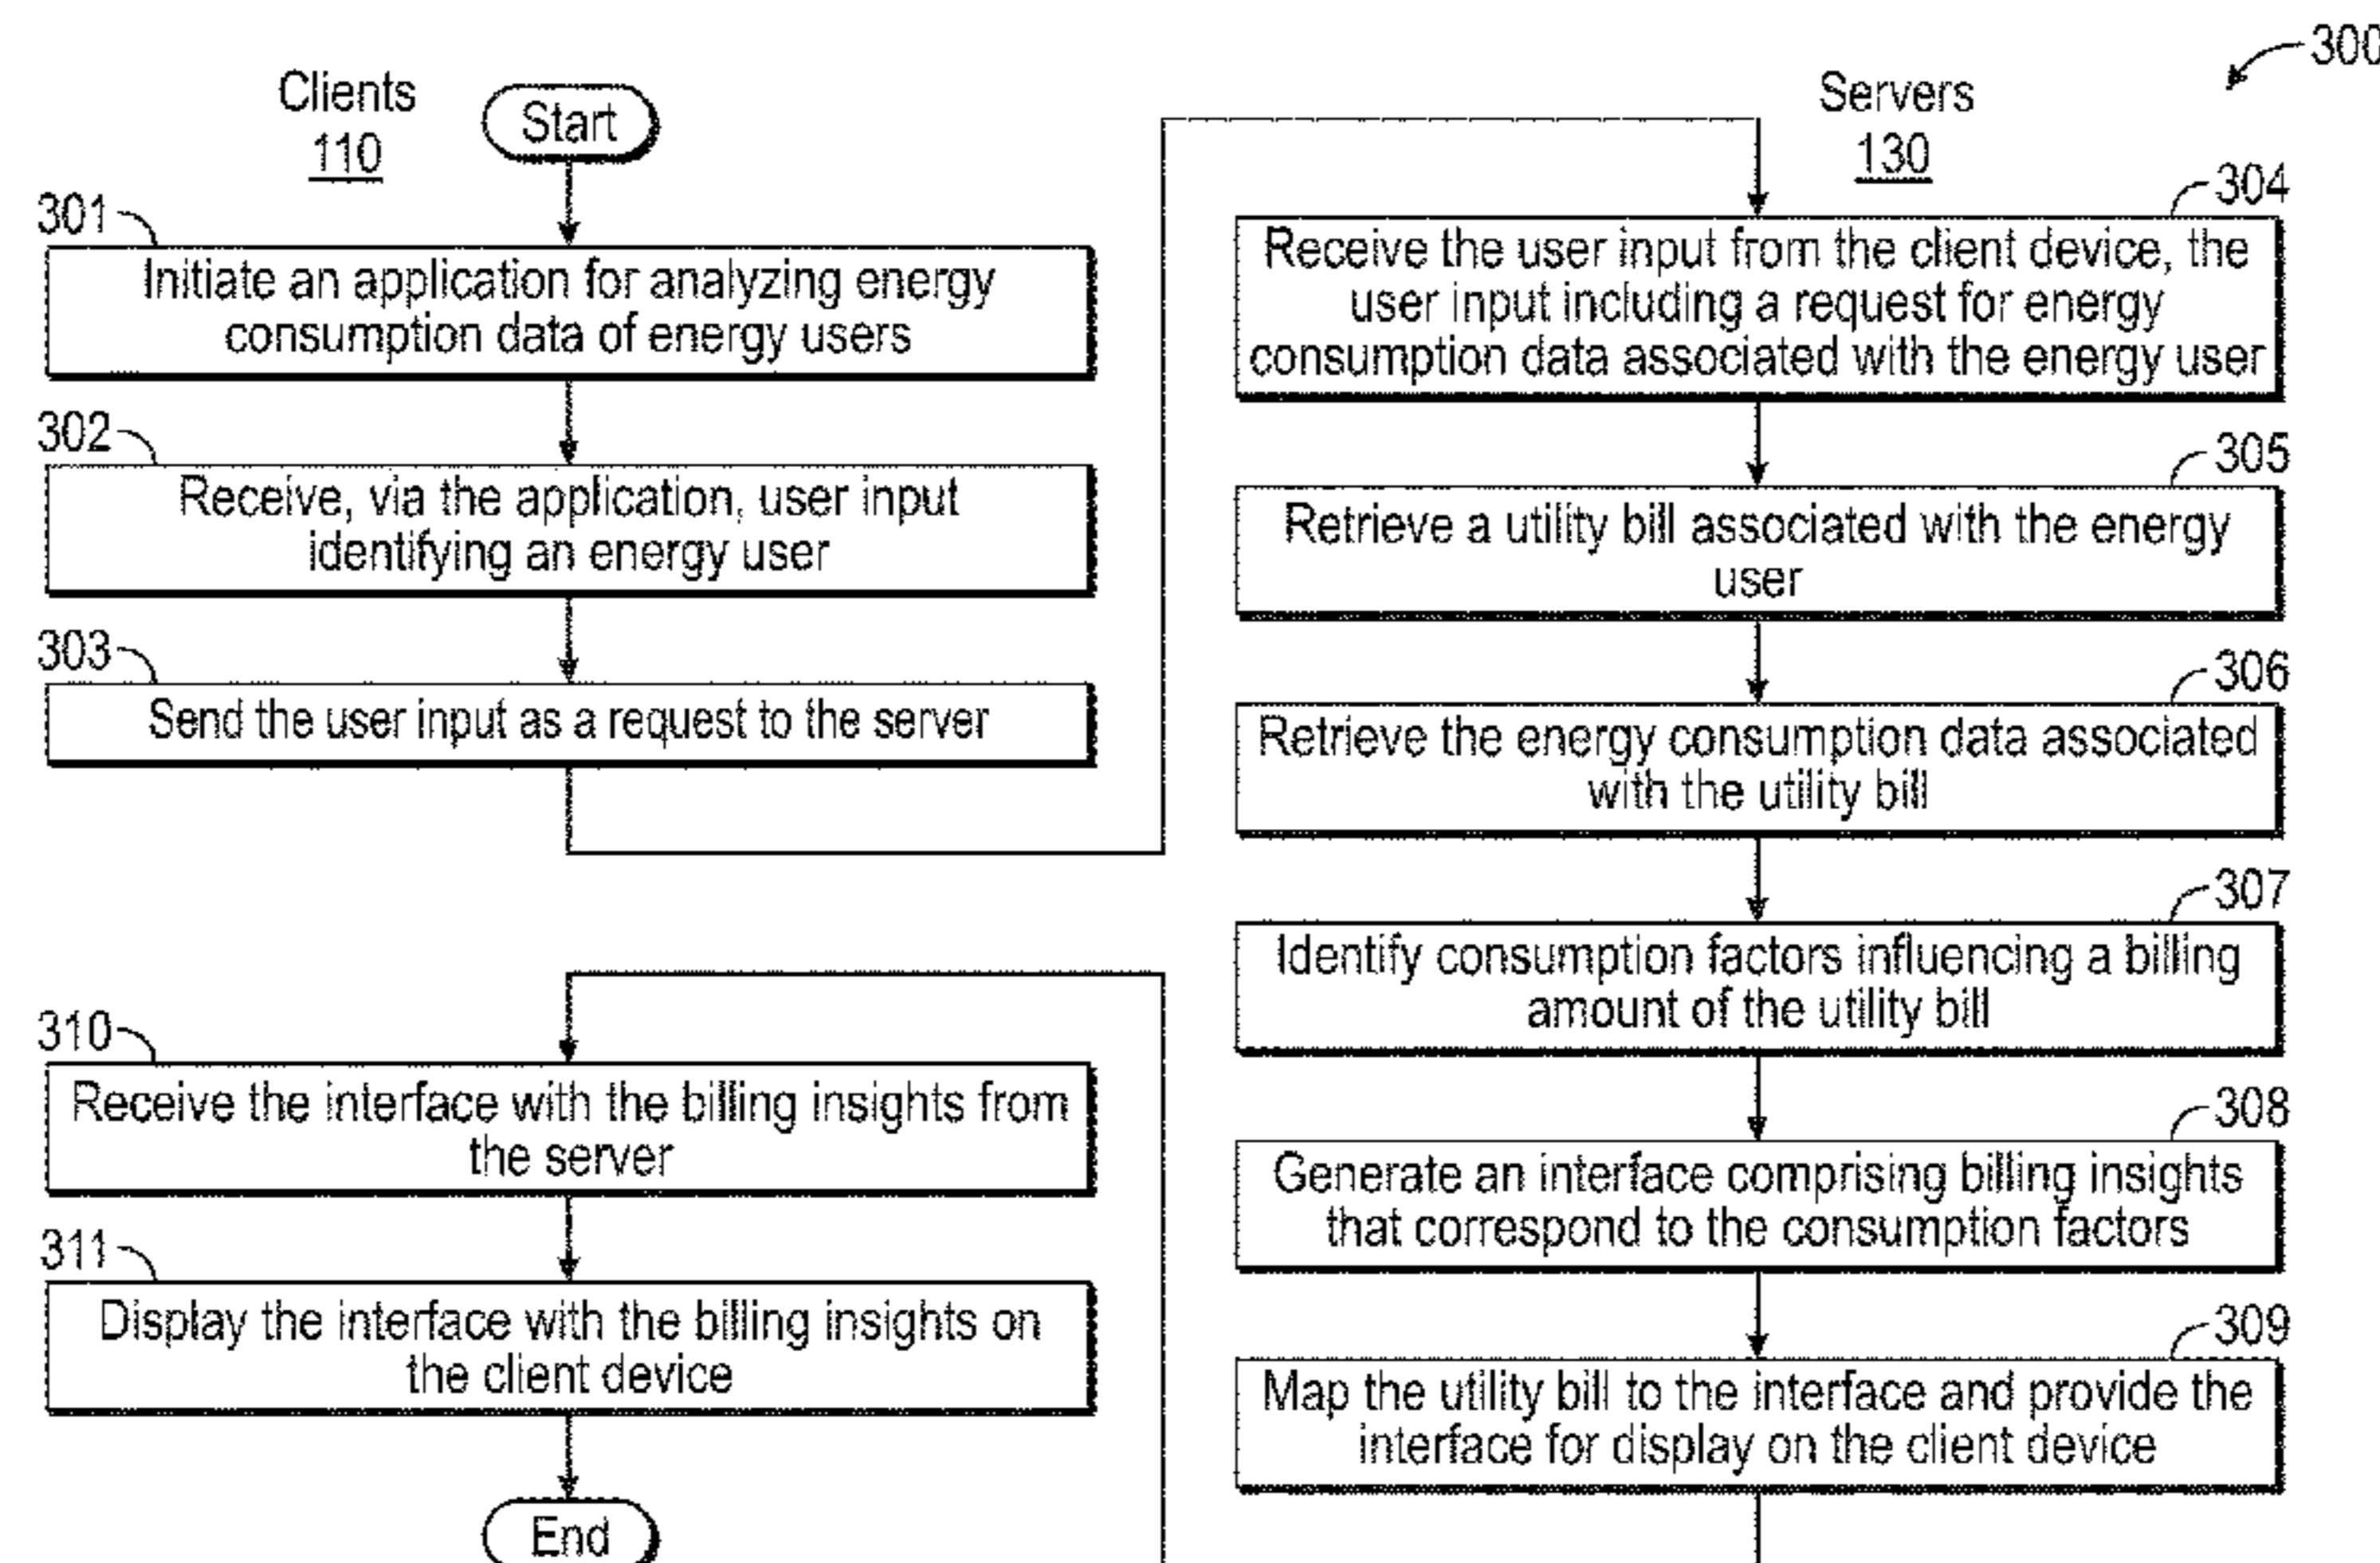 300
Clients
110
Start
301
Initiate an application for analyzing energy
consumption data of energy users
302
Receive, via the application, user input
identifying an energy user
303
Send the user input as a request to the server
Servers
130
304
Receive the user input from the client device, the
user input including a request for energy
consumption data associated with the energy user
305
Retrieve a utility bill associated with the energy
user
306
Retrieve the energy consumption data associated
with the utility bill
307
Identify consumption factors influencing a billing
amount of the utility bill
308
Generate an interface comprising billing insights
that correspond to the consumption factors
309
Map the utility bill to the interface and provide the
interface for display on the client device
310
Receive the interface with the billing insights from
the server
311
Display the interface with the billing insights on
the client device
End